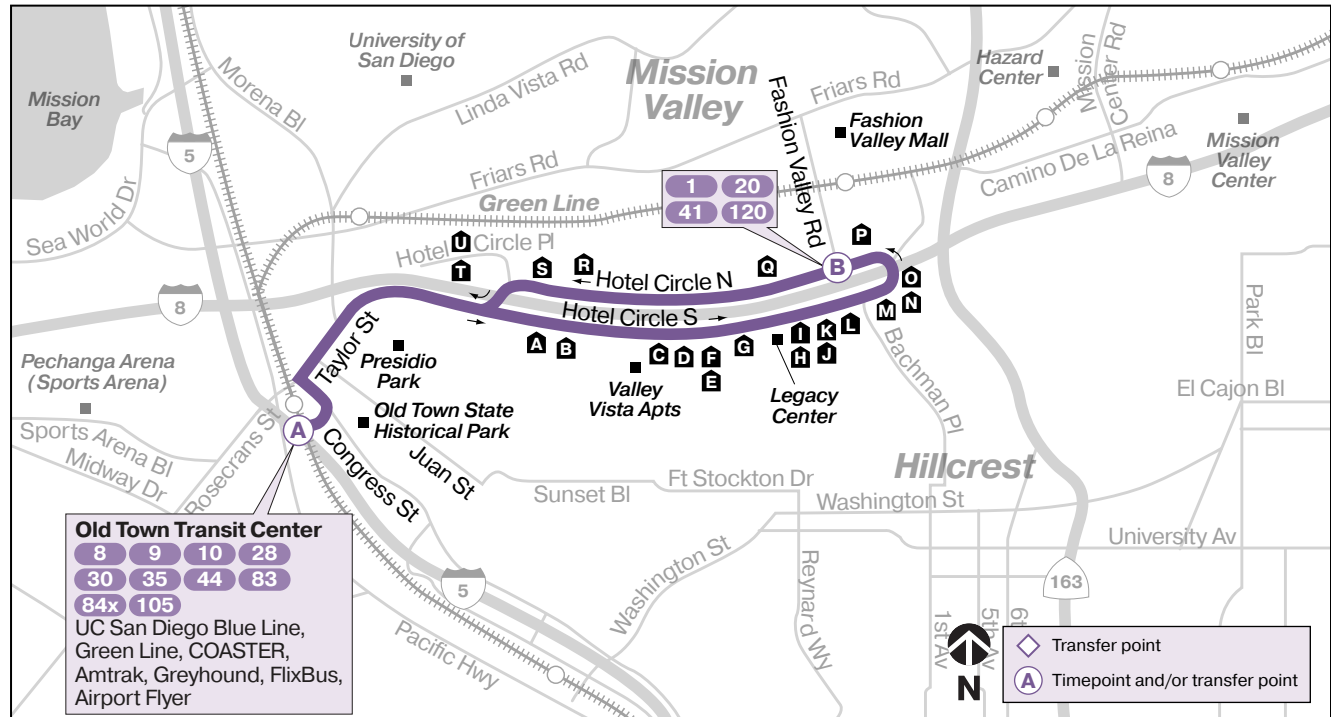 University of
San Diego
Mission
Valley
Hazard
Center
Mission
Center Rd
Mission
Bay
Morena Bl
Linda Vista Rd
Friars Rd
Fashion
Valley Mall
Fashion Valley Rd
5
Friars Rd
Camino De La Reina
Mission
Valley
Center
8
Sea World Dr
Green Line
1 20
41 120
Hotel Circle Pl
U
T
S
R
Q
P
B
O
N
M
Hotel Circle N
Hotel Circle S
8
Taylor St
A
B
C
D
F
E
G
I
H
K
J
L
Bachman Pl
Park Bl
Pechanga Arena
(Sports Arena)
Presidio
Park
Valley
Vista Apts
Legacy
Center
El Cajon Bl
Old Town State
Historical Park
A
Sports Arena Bl
Midway Dr
Rosecrans St
Congress St
Juan St
Sunset Bl
Ft Stockton Dr
Hillcrest
Washington St
University Av
Old Town Transit Center
8 9 10 28
30 35 44 83
84x 105
UC San Diego Blue Line,
Green Line, COASTER,
Amtrak, Greyhound, FlixBus,
Airport Flyer
5
Pacific Hwy
Washington St
Reynard Wy
1st Av
5th Av
6th
163
N
Transfer point
A Timepoint and/or transfer point